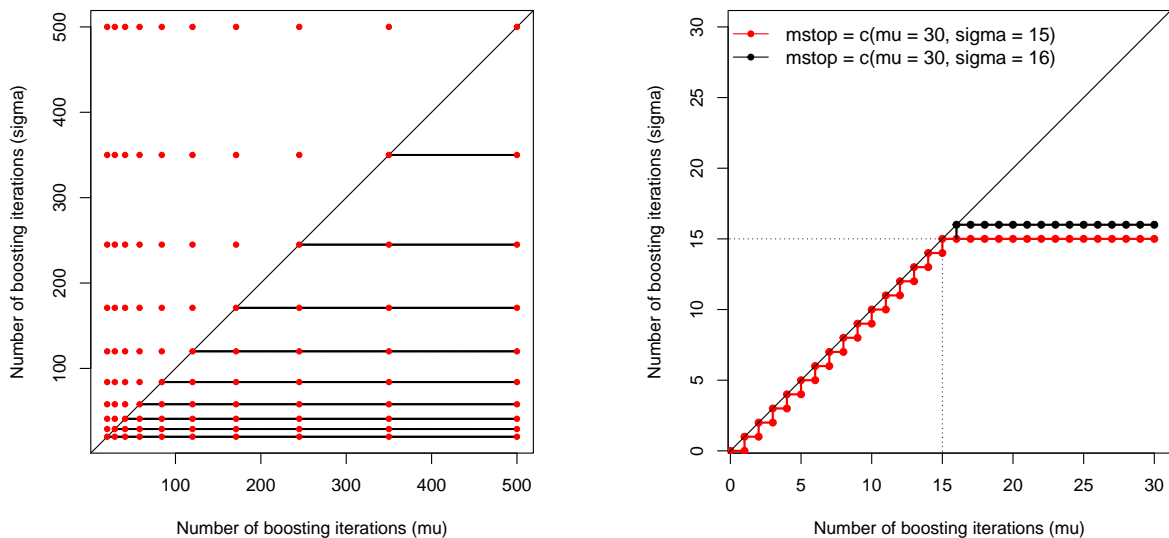 500
400
300
200
100
Number of boosting iterations (sigma)
100 200 300 400 500
Number of boosting iterations (mu)
mstop = c(mu = 30, sigma = 15)
mstop = c(mu = 30, sigma = 16)
30
25
20
15
10
5
0
Number of boosting iterations (sigma)
0 5 10 15 20 25 30
Number of boosting iterations (mu)